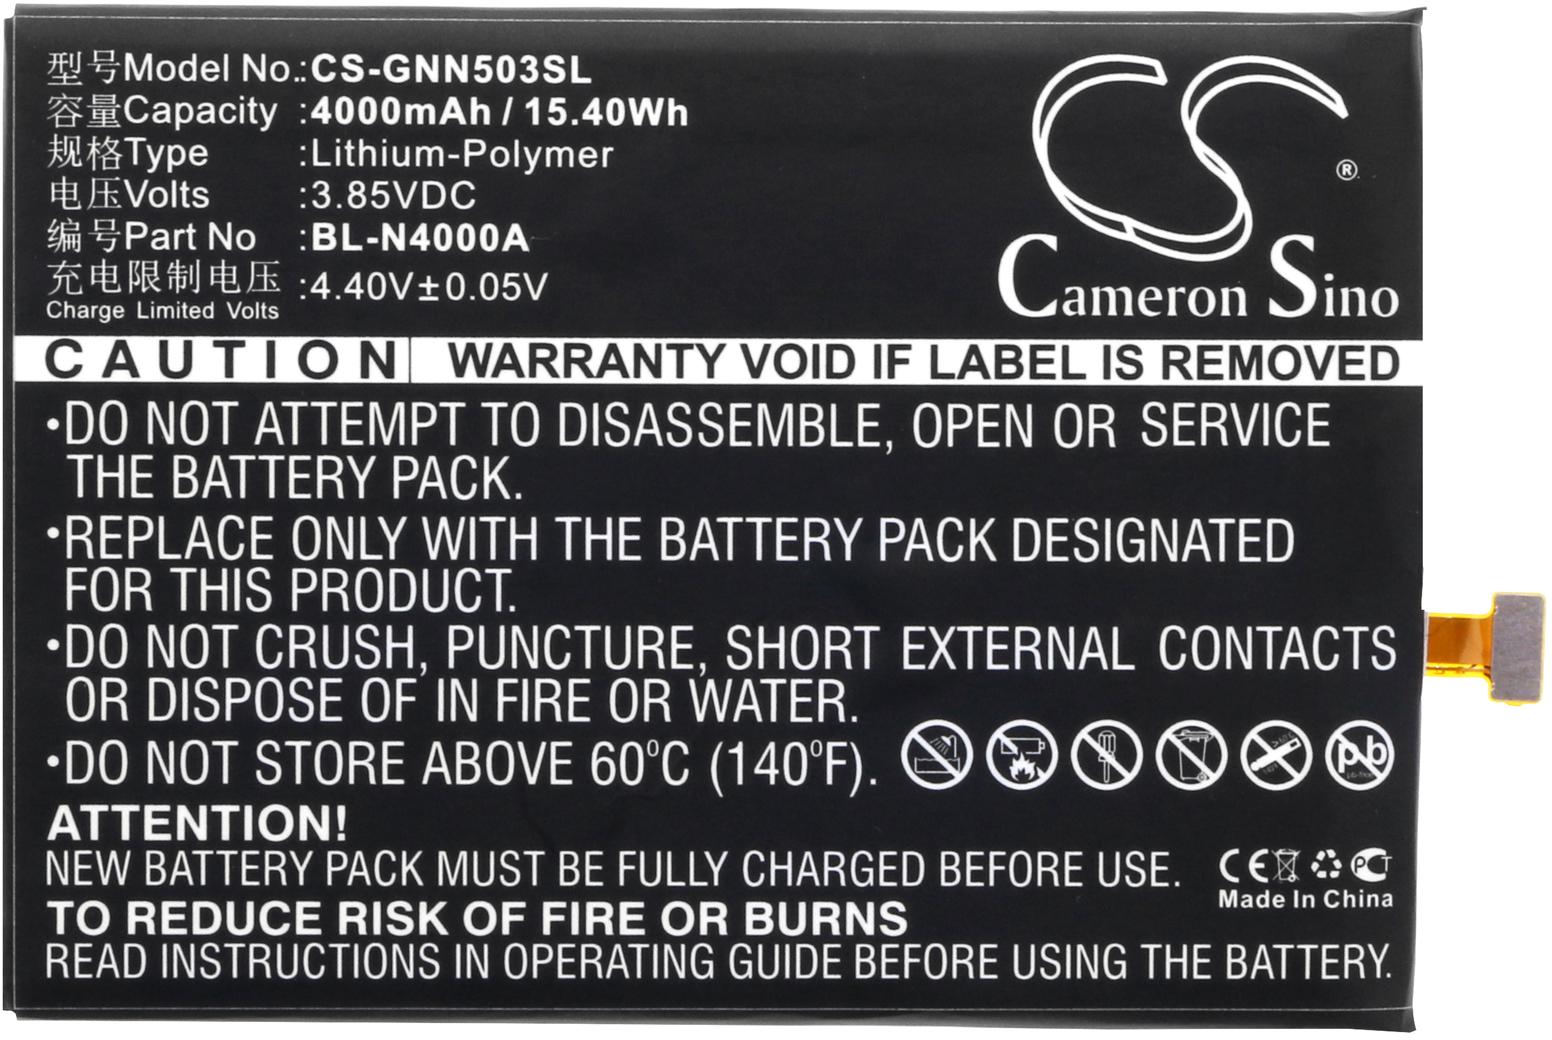 型号Model No.:CS-GNN503SL
容量Capacity :4000mAh / 15.40Wh
规格Type :Lithium-Polymer
电压Volts :3.85VDC
编号Part No :BL-N4000A
充电限制电压 :4.40V±0.05V
Charge Limited Volts
®
Cameron Sino
CAUTION WARRANTY VOID IF LABEL IS REMOVED
•DO NOT ATTEMPT TO DISASSEMBLE, OPEN OR SERVICE
THE BATTERY PACK.
•REPLACE ONLY WITH THE BATTERY PACK DESIGNATED
FOR THIS PRODUCT.
•DO NOT CRUSH, PUNCTURE, SHORT EXTERNAL CONTACTS
OR DISPOSE OF IN FIRE OR WATER.
•DO NOT STORE ABOVE 60°C (140°F).
pb
ATTENTION!
NEW BATTERY PACK MUST BE FULLY CHARGED BEFORE USE.
CE PCT
Made In China
TO REDUCE RISK OF FIRE OR BURNS
READ INSTRUCTIONS IN OPERATING GUIDE BEFORE USING THE BATTERY.